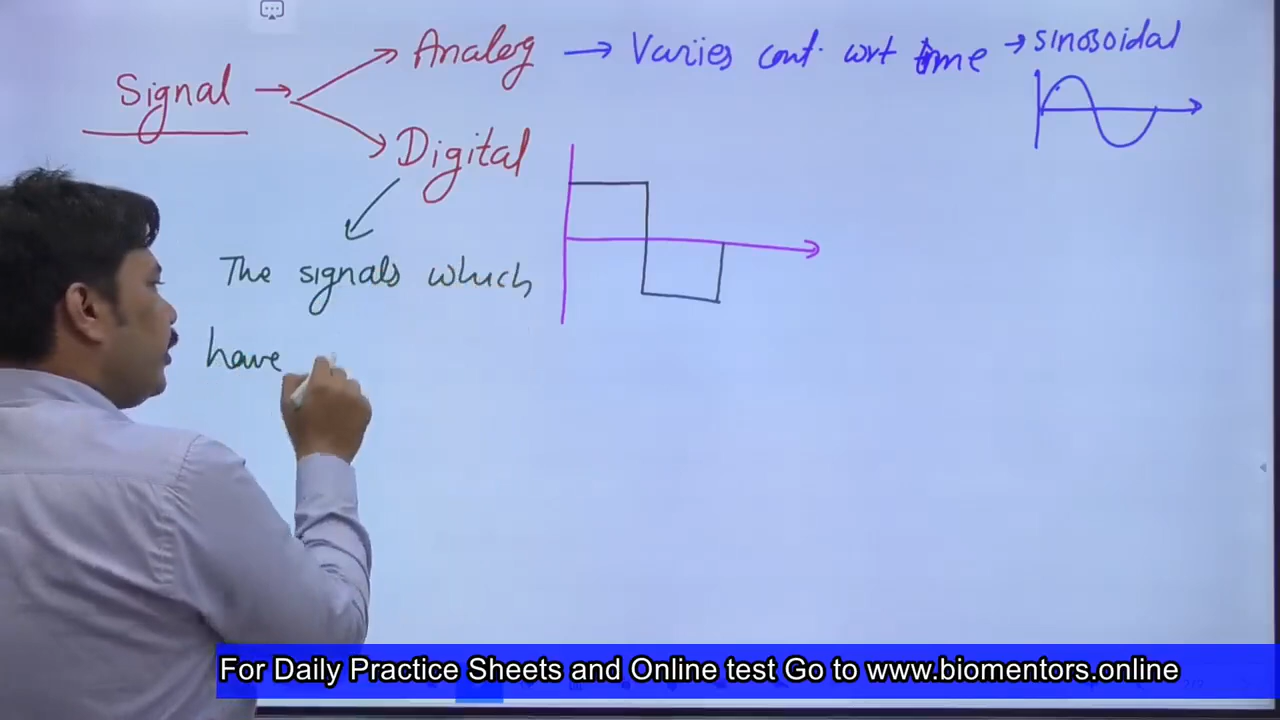 Signal → Analog → Variies cont. wrt time → sinosoidal
Digital
The signals which
have
For Daily Practice Sheets and Online test Go to www.biomentors.online